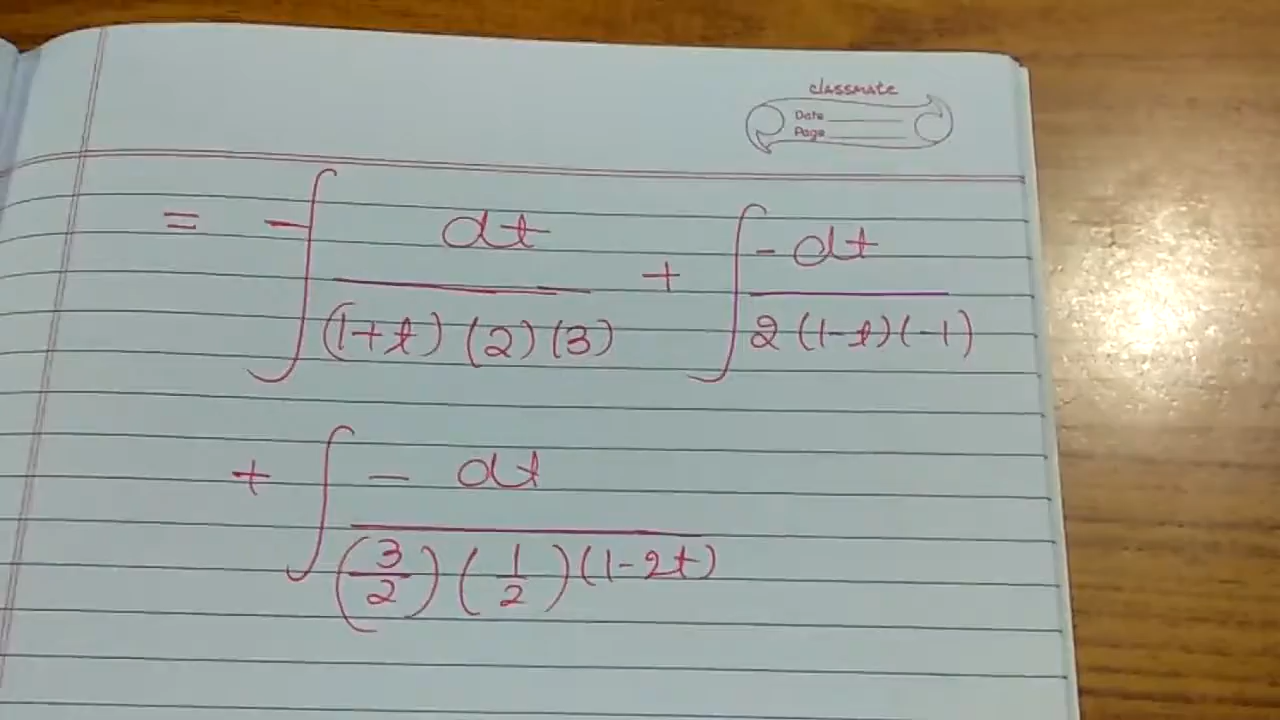 classmate
Date
Page
= - ∫ dt / (1+t) (2) (3) + ∫ - dt / 2 (1-t) (-1)
+ ∫ - dt / (3/2) (1/2) (1-2t)